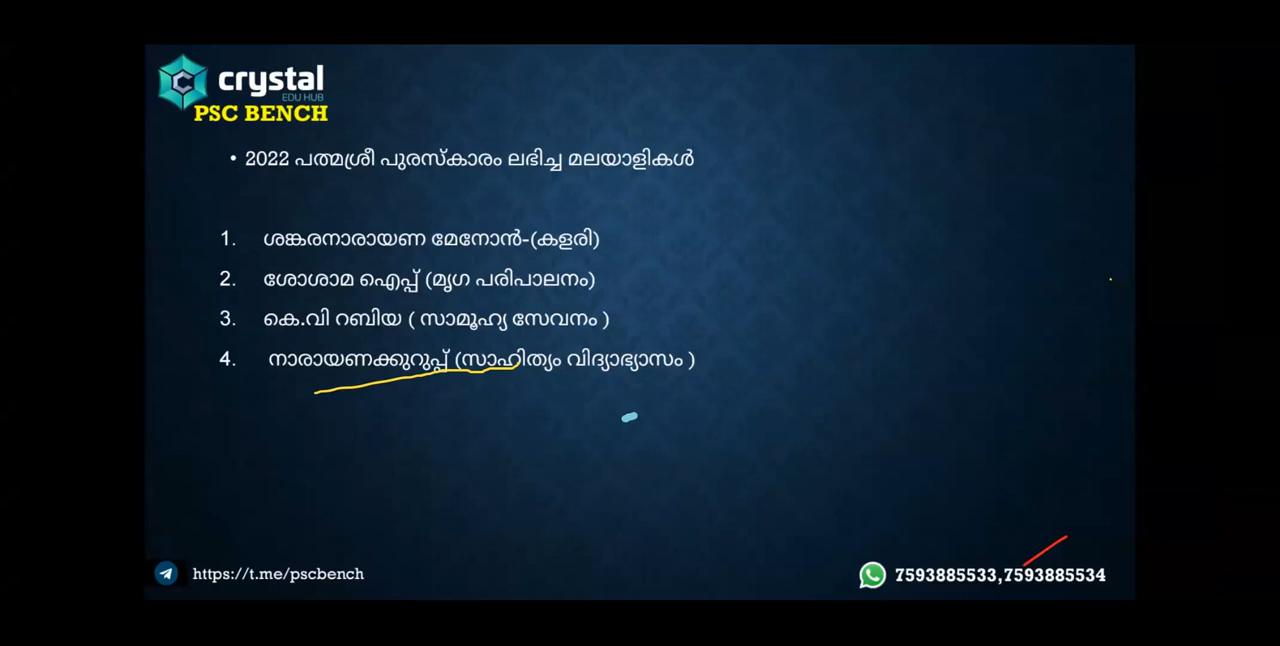 crystal
EDU HUB
PSC BENCH
• 2022 പത്മശ്രീ പുരസ്കാരം ലഭിച്ച മലയാളികൾ
1. ശങ്കരനാരായണ മേനോൻ-(കളരി)
2. ശോശാമ ഐപ്പ് (മൃഗ പരിപാലനം)
3. കെ.വി റബിയ ( സാമൂഹ്യ സേവനം )
4. നാരായണക്കുറുപ്പ് (സാഹിത്യം വിദ്യാഭ്യാസം )
https://t.me/pscbench
7593885533,7593885534